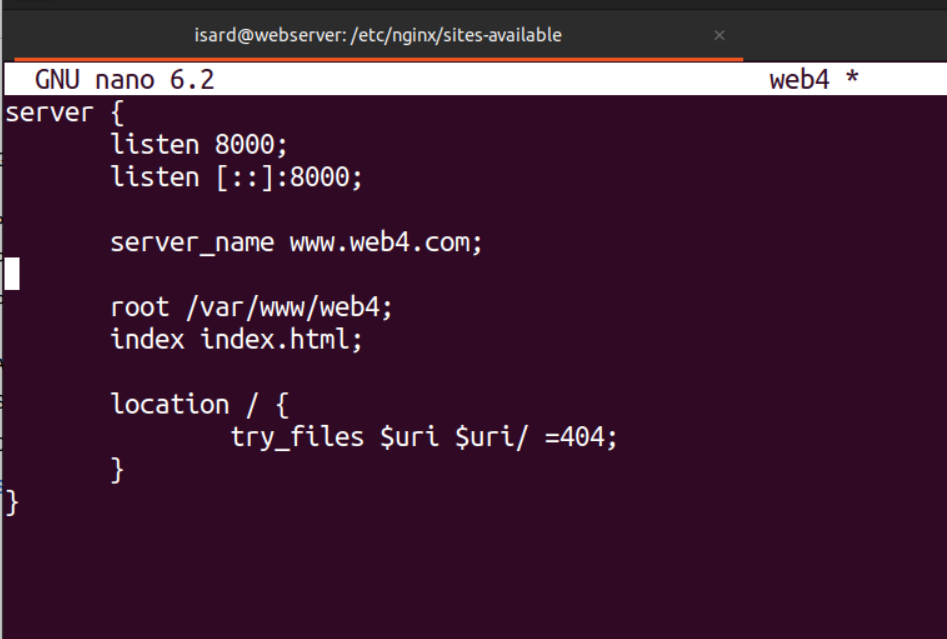 isard@webserver: /etc/nginx/sites-available ×
GNU nano 6.2 web4 *
server {
listen 8000;
listen [::]:8000;
server_name www.web4.com;
root /var/www/web4;
index index.html;
location / {
try_files $uri $uri/ =404;
}
}